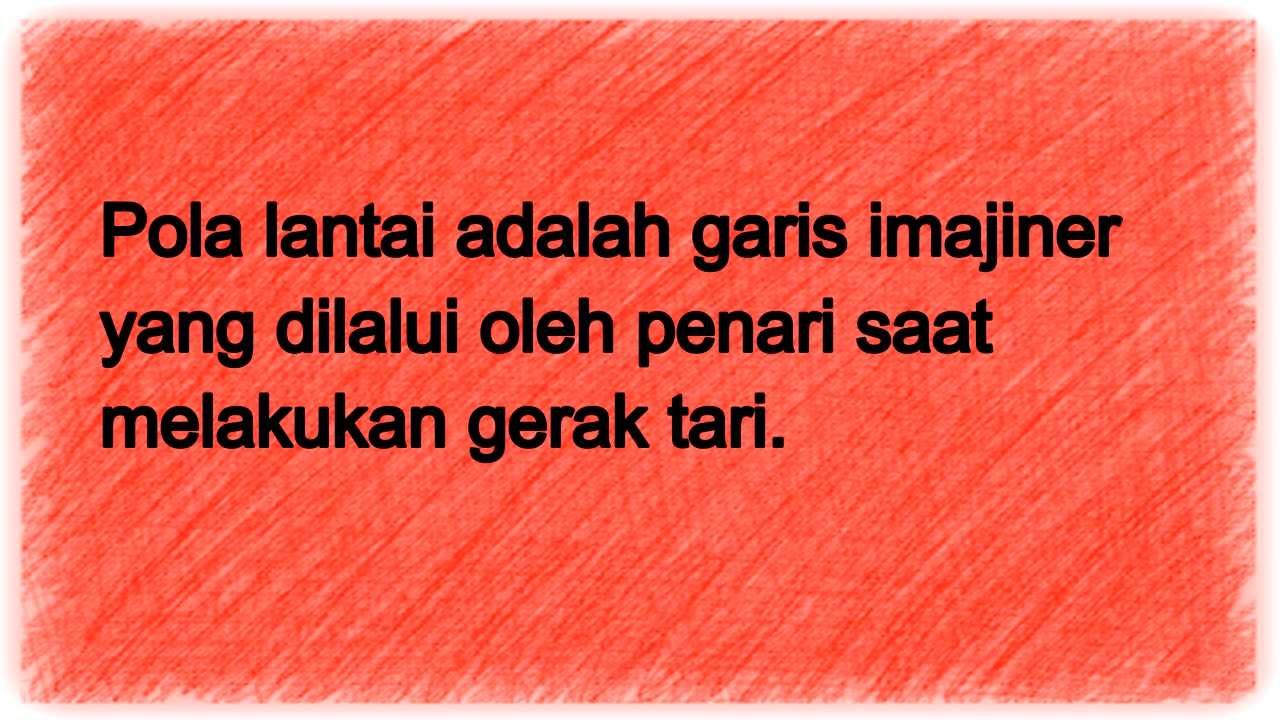 Pola lantai adalah garis imajiner
yang dilalui oleh penari saat
melakukan gerak tari.